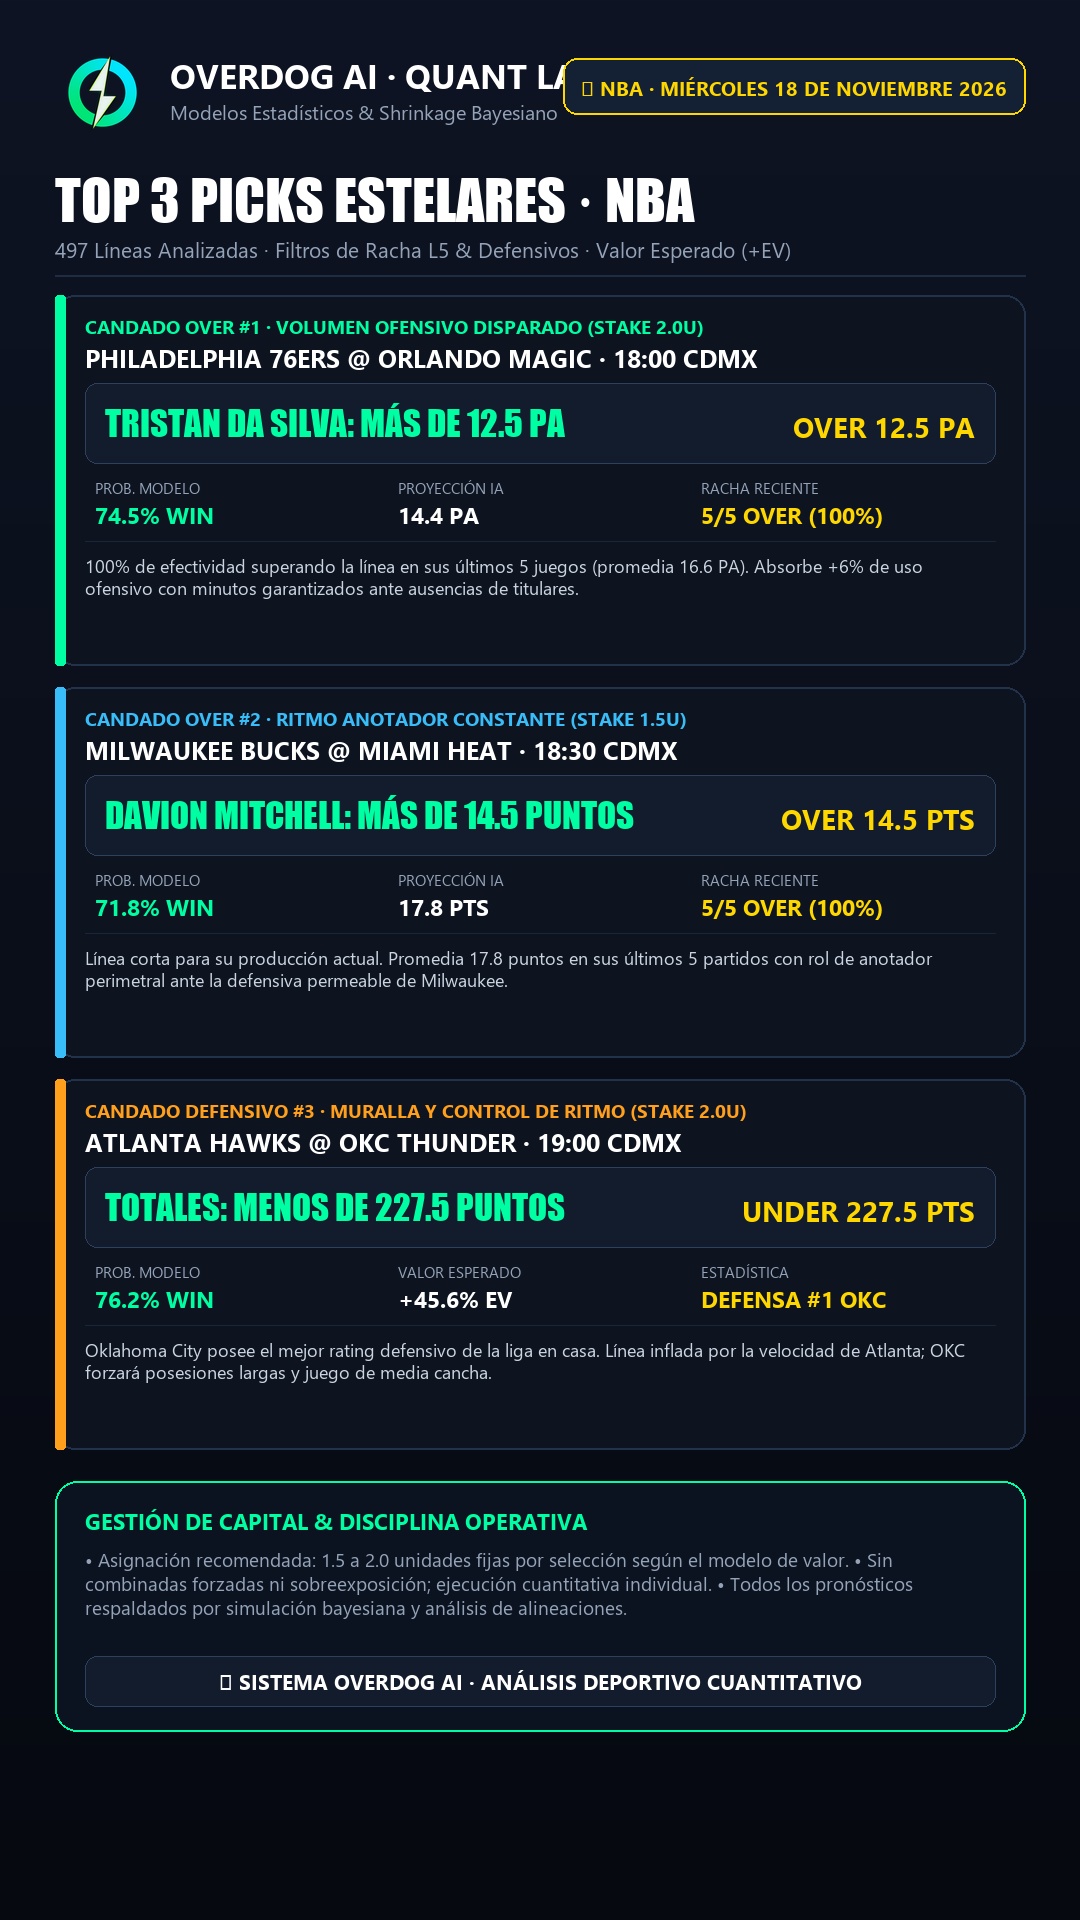 OVERDOG AI · QUANT LA
NBA · MIÉRCOLES 18 DE NOVIEMBRE 2026
Modelos Estadísticos & Shrinkage Bayesiano
TOP 3 PICKS ESTELARES · NBA
497 Líneas Analizadas · Filtros de Racha L5 & Defensivos · Valor Esperado (+EV)
CANDADO OVER #1 · VOLUMEN OFENSIVO DISPARADO (STAKE 2.0U)
PHILADELPHIA 76ERS @ ORLANDO MAGIC · 18:00 CDMX
TRISTAN DA SILVA: MÁS DE 12.5 PA
OVER 12.5 PA
PROB. MODELO
74.5% WIN
PROYECCIÓN IA
14.4 PA
RACHA RECIENTE
5/5 OVER (100%)
100% de efectividad superando la línea en sus últimos 5 juegos (promedia 16.6 PA). Absorbe +6% de uso
ofensivo con minutos garantizados ante ausencias de titulares.
CANDADO OVER #2 · RITMO ANOTADOR CONSTANTE (STAKE 1.5U)
MILWAUKEE BUCKS @ MIAMI HEAT · 18:30 CDMX
DAVION MITCHELL: MÁS DE 14.5 PUNTOS
OVER 14.5 PTS
PROB. MODELO
71.8% WIN
PROYECCIÓN IA
17.8 PTS
RACHA RECIENTE
5/5 OVER (100%)
Línea corta para su producción actual. Promedia 17.8 puntos en sus últimos 5 partidos con rol de anotador
perimetral ante la defensiva permeable de Milwaukee.
CANDADO DEFENSIVO #3 · MURALLA Y CONTROL DE RITMO (STAKE 2.0U)
ATLANTA HAWKS @ OKC THUNDER · 19:00 CDMX
TOTALES: MENOS DE 227.5 PUNTOS
UNDER 227.5 PTS
PROB. MODELO
76.2% WIN
VALOR ESPERADO
+45.6% EV
ESTADÍSTICA
DEFENSA #1 OKC
Oklahoma City posee el mejor rating defensivo de la liga en casa. Línea inflada por la velocidad de Atlanta; OKC
forzará posesiones largas y juego de media cancha.
GESTIÓN DE CAPITAL & DISCIPLINA OPERATIVA
• Asignación recomendada: 1.5 a 2.0 unidades fijas por selección según el modelo de valor. • Sin
combinadas forzadas ni sobreexposición; ejecución cuantitativa individual. • Todos los pronósticos
respaldados por simulación bayesiana y análisis de alineaciones.
SISTEMA OVERDOG AI · ANÁLISIS DEPORTIVO CUANTITATIVO